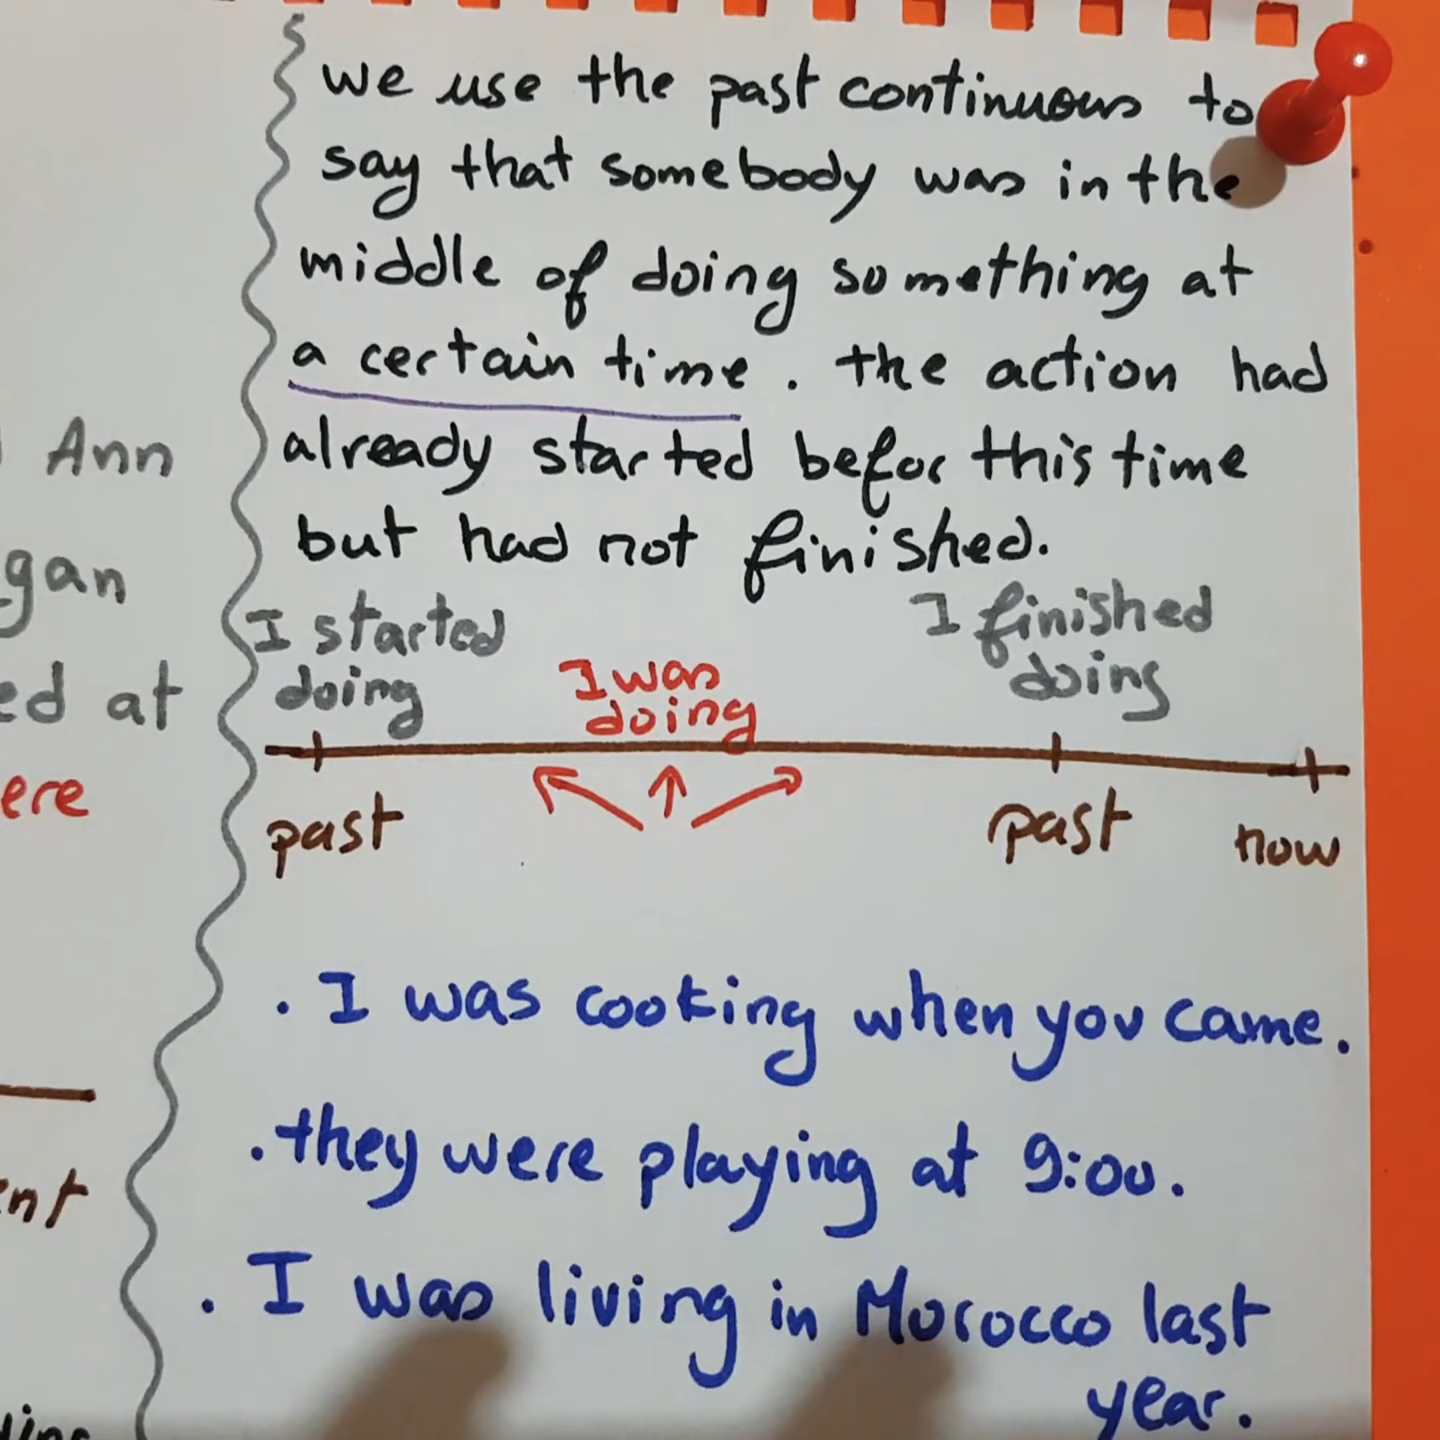 we use the past continuous to
say that somebody was in the
middle of doing something at
a certain time. the action had
already started befor this time
but had not finished.
I started
doing
I was
doing
I finished
doing
past
past
now
. I was cooking when you came.
. they were playing at 9:00.
. I was living in Morocco last
year.
Ann
gan
ed at
ere
ent